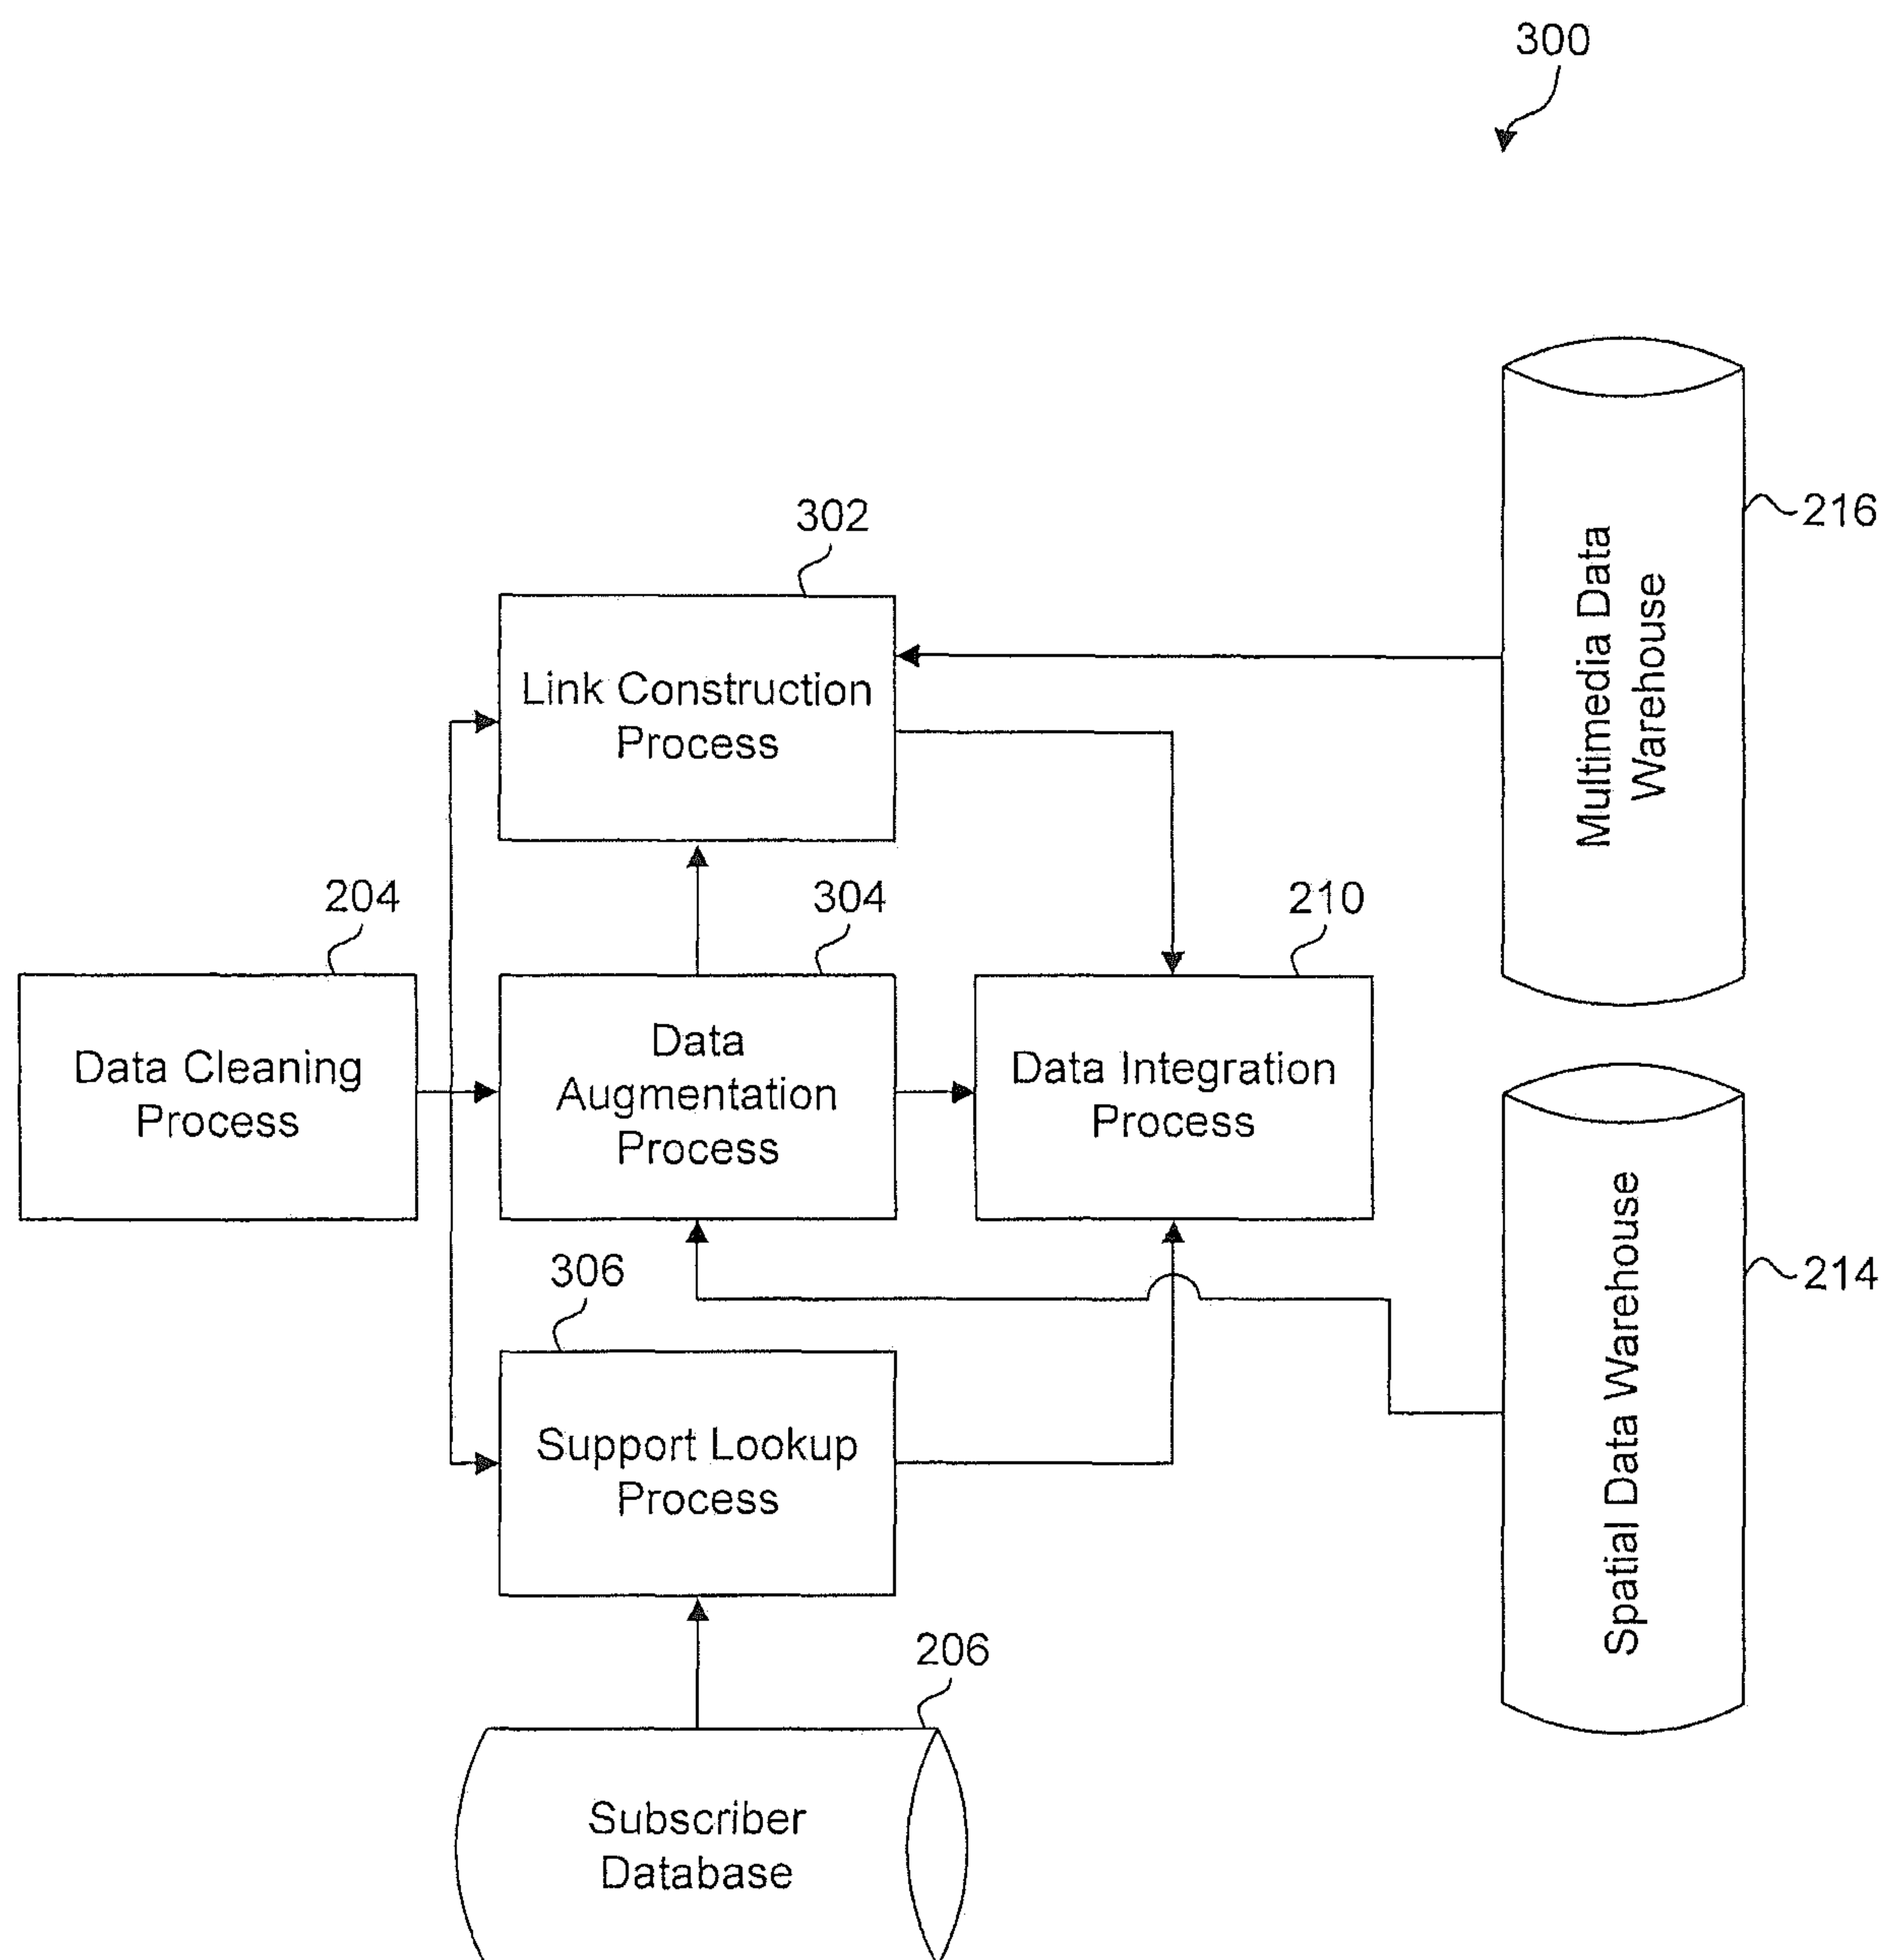 300
216
Multimedia Data
Warehouse
302
Link Construction
Process
204
304
210
Data Cleaning
Process
Data
Augmentation
Process
Data Integration
Process
214
Spatial Data Warehouse
306
Support Lookup
Process
206
Subscriber
Database